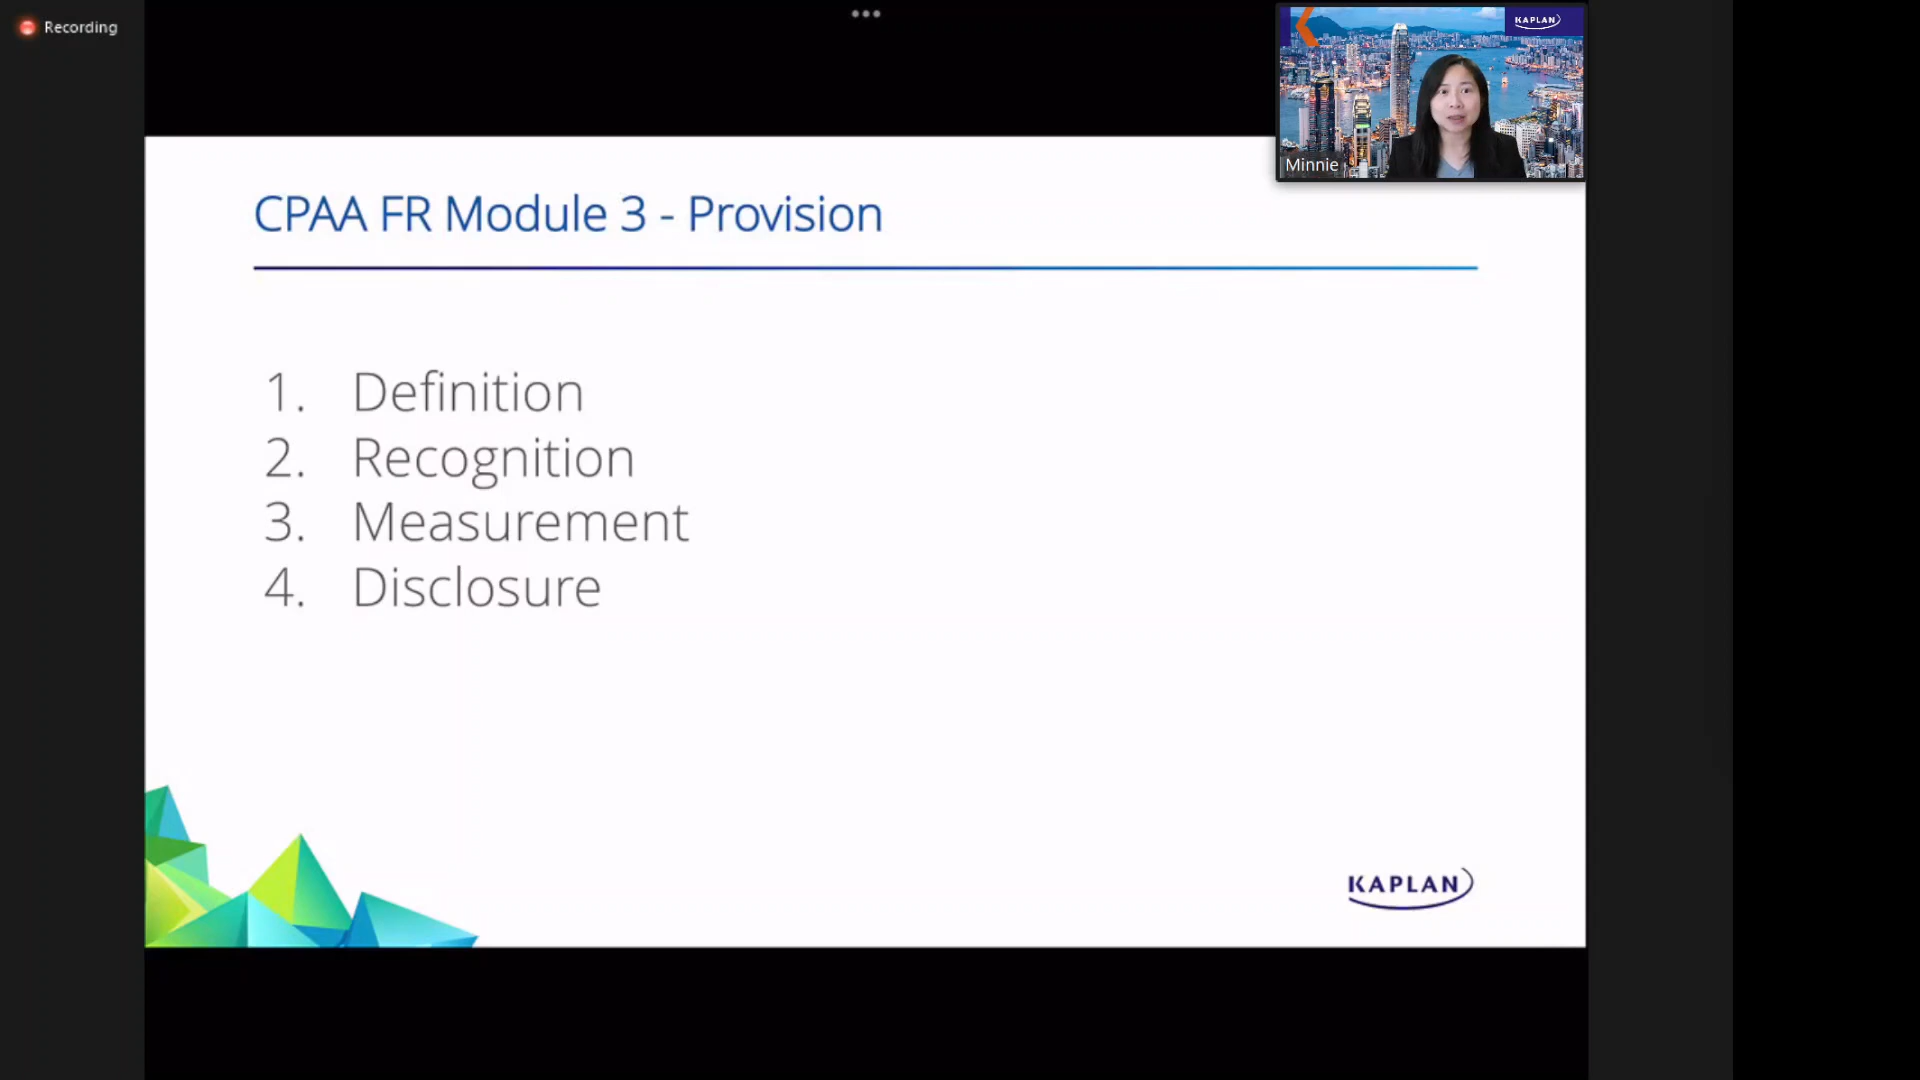 Recording
KAPLAN
Minnie
CPAA FR Module 3 - Provision
1. Definition
2. Recognition
3. Measurement
4. Disclosure
KAPLAN